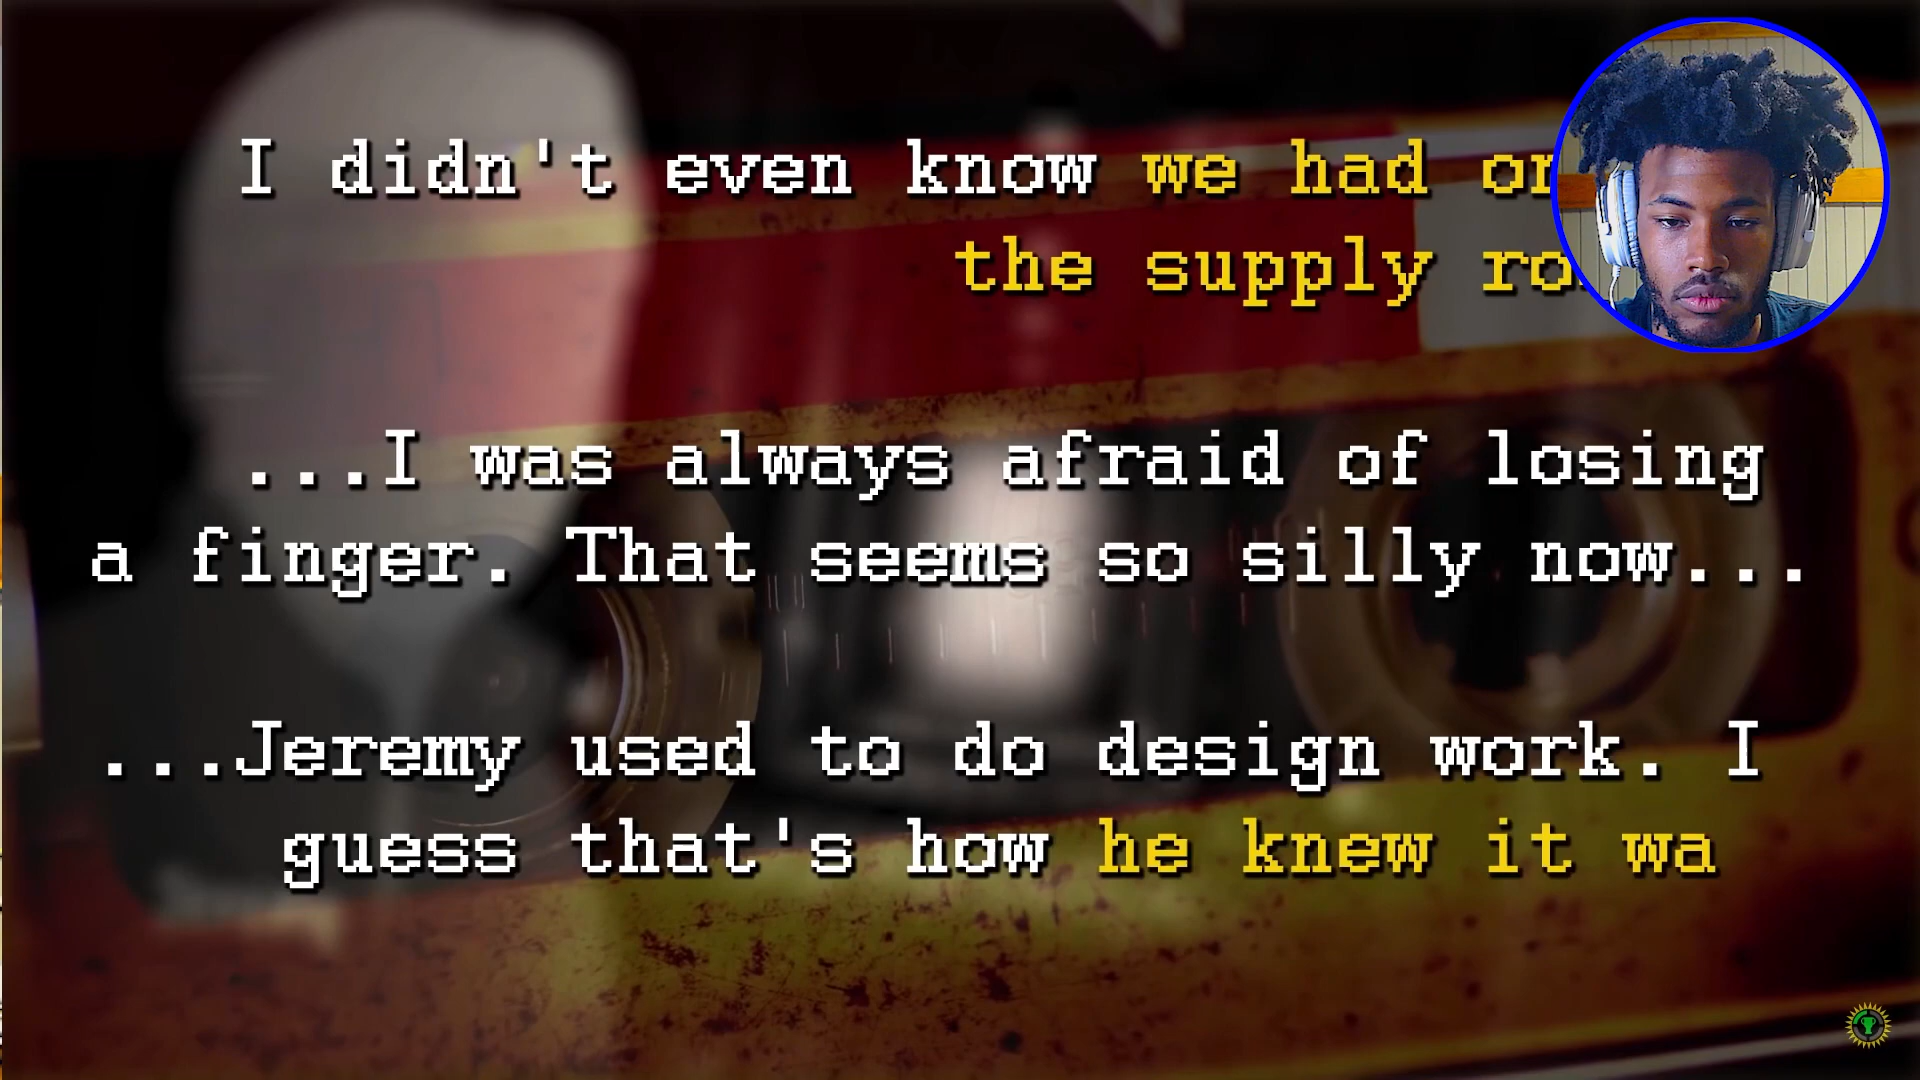 I didn't even know we had
the supply
...I was always afraid of losing
a finger. That seems so silly now...
...Jeremy used to do design work. I
guess that's how he knew it wa